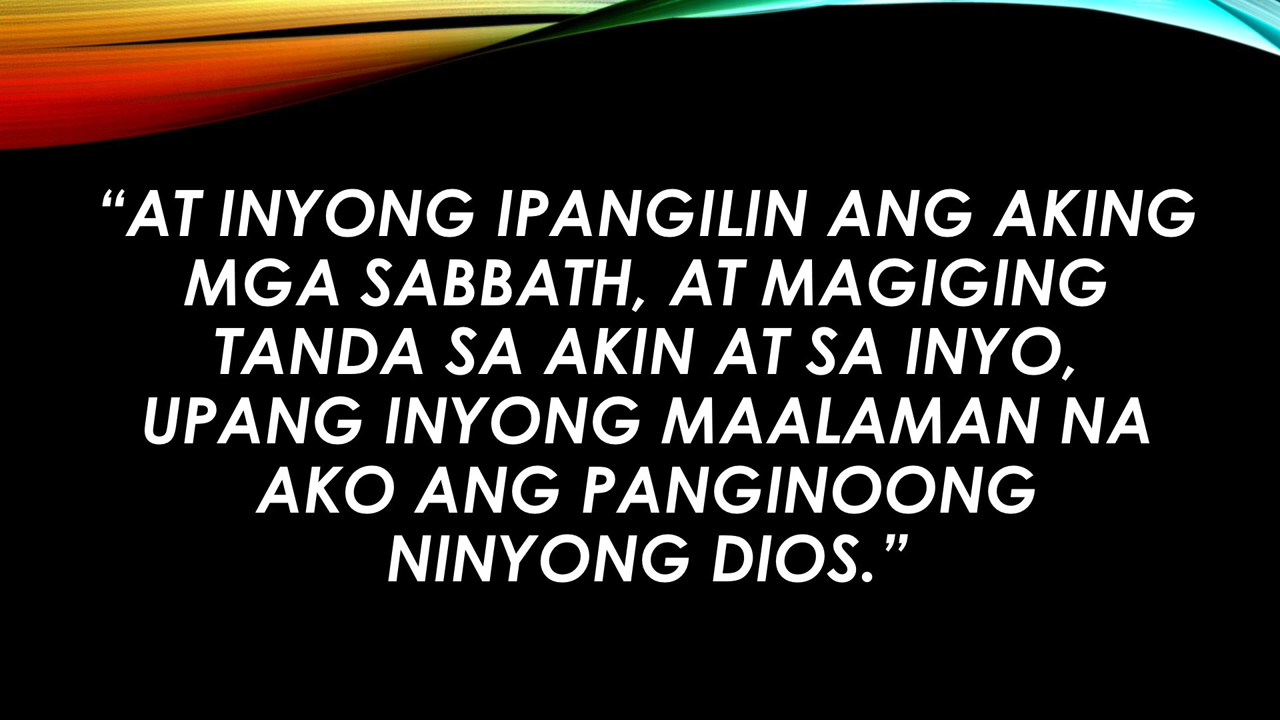 “AT INYONG IPANGILIN ANG AKING
MGA SABBATH, AT MAGIGING
TANDA SA AKIN AT SA INYO,
UPANG INYONG MAALAMAN NA
AKO ANG PANGINOONG
NINYONG DIOS.”